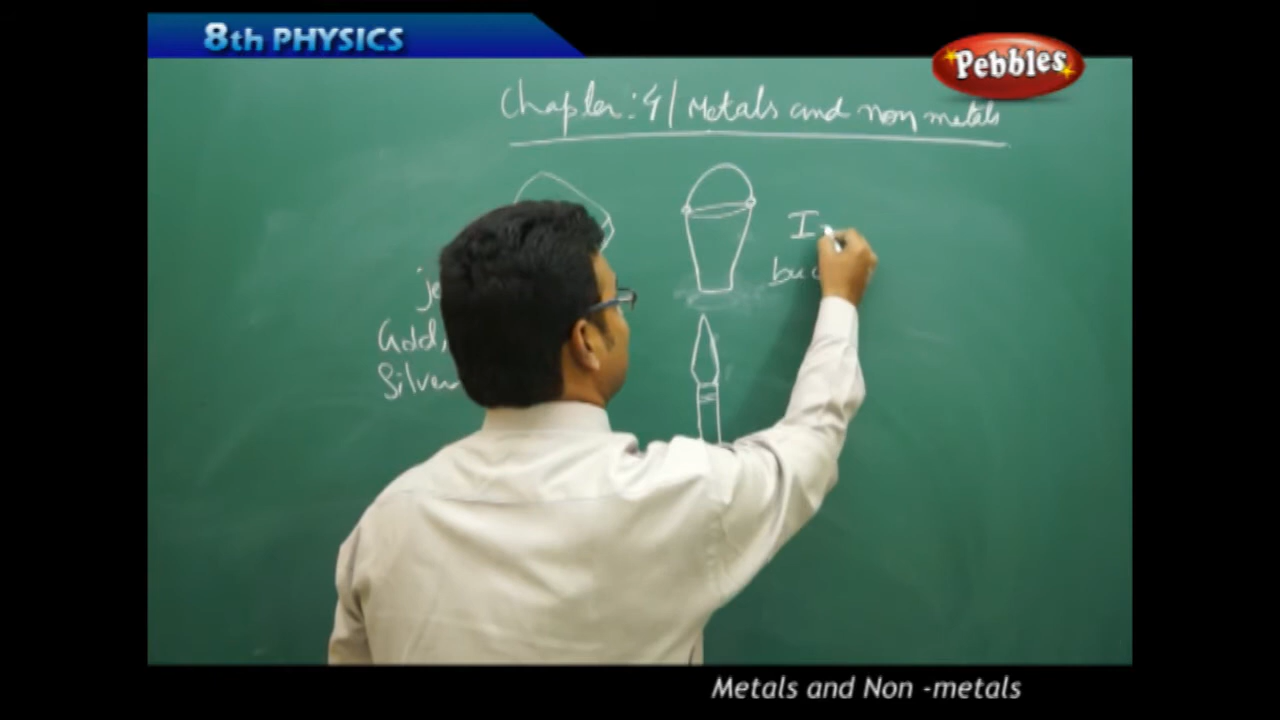 8th PHYSICS
Pebbles
Chapter: 4 / Metals and non metals
Gold,
Silver
Metals and Non -metals